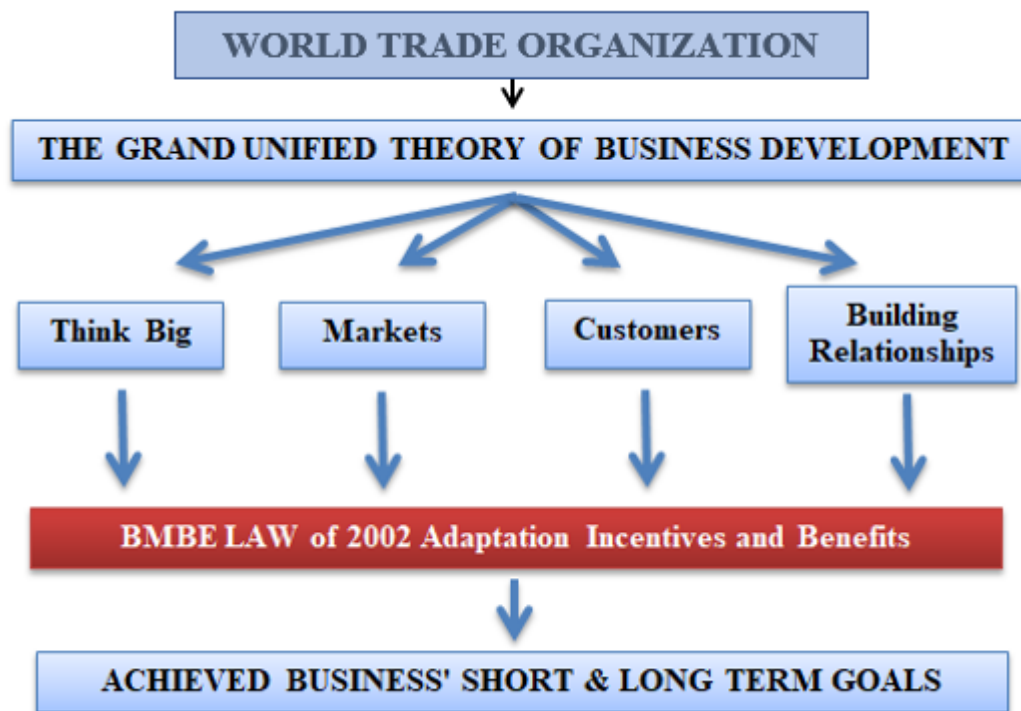 WORLD TRADE ORGANIZATION
THE GRAND UNIFIED THEORY OF BUSINESS DEVELOPMENT
Think Big
Markets
Customers
Building
Relationships
BMBE LAW of 2002 Adaptation Incentives and Benefits
ACHIEVED BUSINESS' SHORT & LONG TERM GOALS